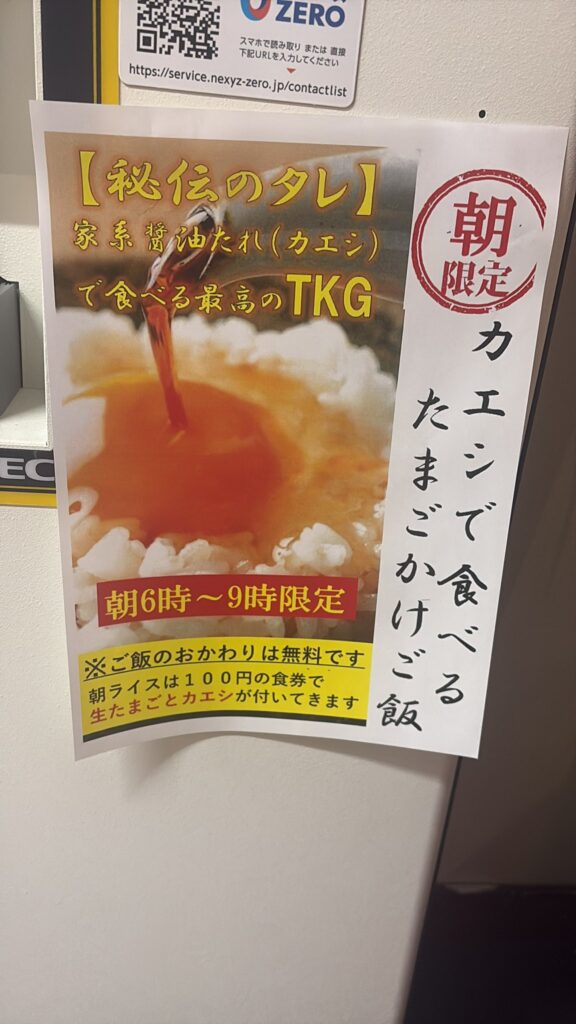 ZERO
スマホで読み取り または 直接
下記URLを入力してください
https://service.nexyz-zero.jp/contactlist
【秘伝のタレ】
家系醤油たれ(カエシ)
で食べる最高のTKG
朝
限定
カエシで食べる
たまごかけご飯
朝6時～9時限定
※ご飯のおかわりは無料です
朝ライスは１００円の食券で
生たまごとカエシが付いてきます
EC